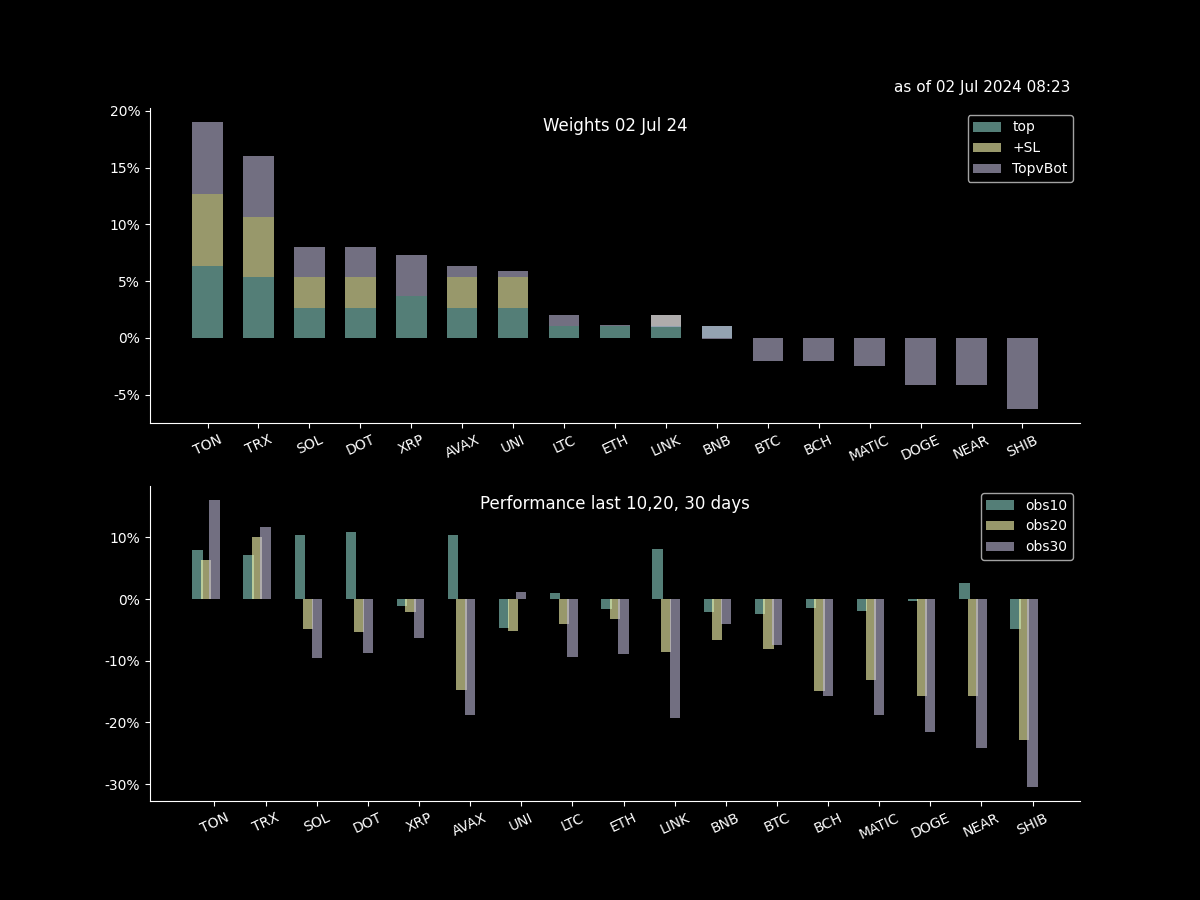 as of 02 Jul 2024 08:23
Weights 02 Jul 24
top
+SL
TopvBot
20%
15%
10%
5%
0%
-5%
TON TRX SOL DOT XRP AVAX UNI LTC ETH LINK BNB BTC BCH MATIC DOGE NEAR SHIB
Performance last 10,20, 30 days
obs10
obs20
obs30
10%
0%
-10%
-20%
-30%
TON TRX SOL DOT XRP AVAX UNI LTC ETH LINK BNB BTC BCH MATIC DOGE NEAR SHIB